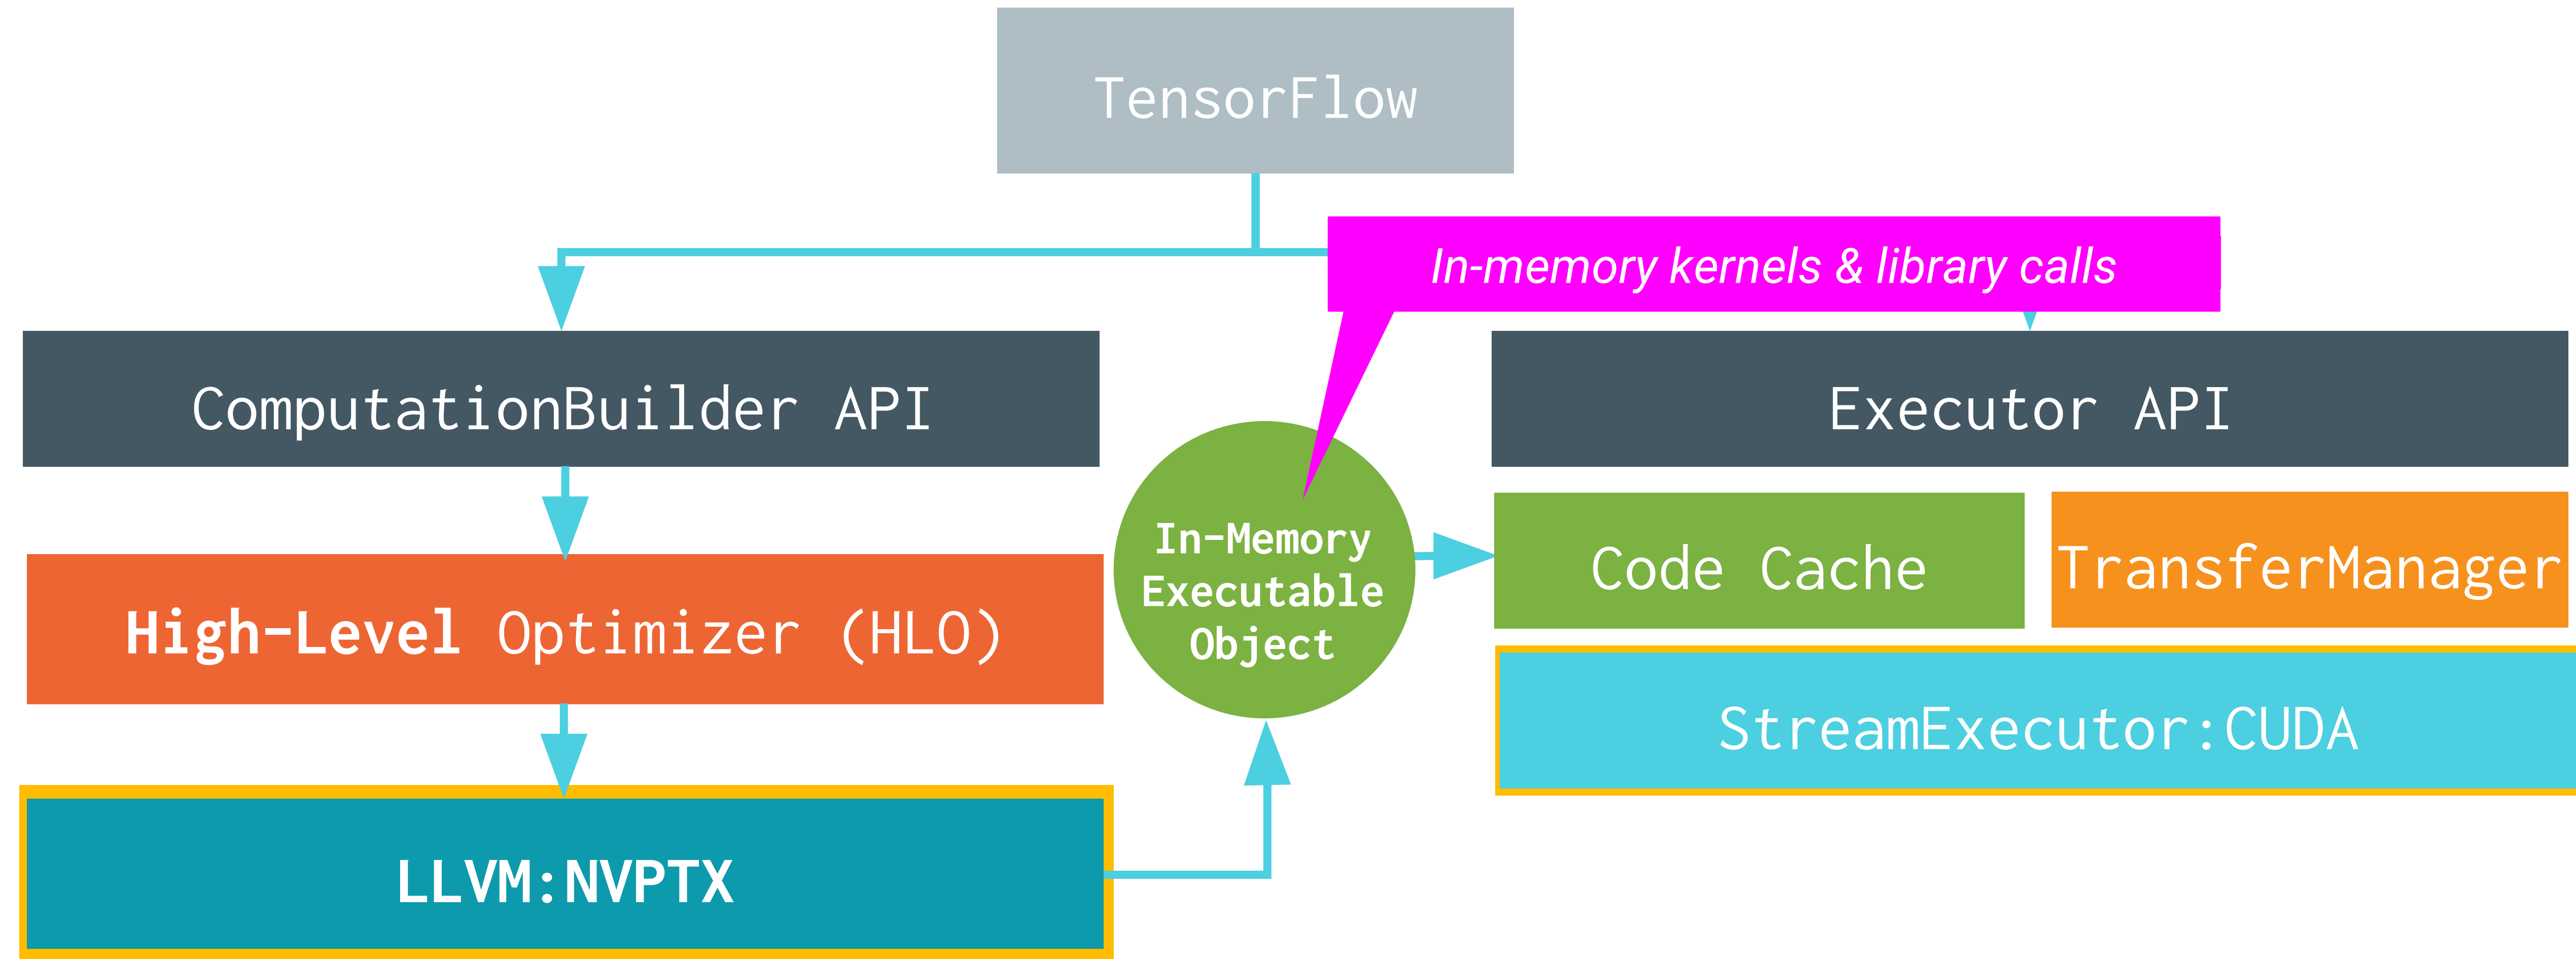 TensorFlow
In-memory kernels & library calls
ComputationBuilder API
Executor API
In-Memory
Executable
Object
Code Cache
TransferManager
High-Level Optimizer (HLO)
StreamExecutor:CUDA
LLVM:NVPTX